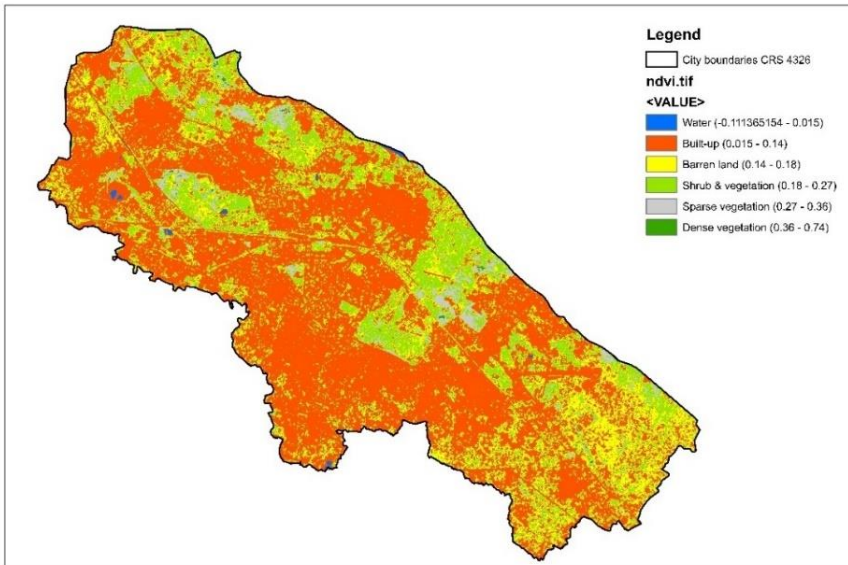 Legend
City boundaries CRS 4326
ndvi.tif
<VALUE>
Water (-0.111365154 - 0.015)
Built-up (0.015 - 0.14)
Barren land (0.14 - 0.18)
Shrub & vegetation (0.18 - 0.27)
Sparse vegetation (0.27 - 0.36)
Dense vegetation (0.36 - 0.74)